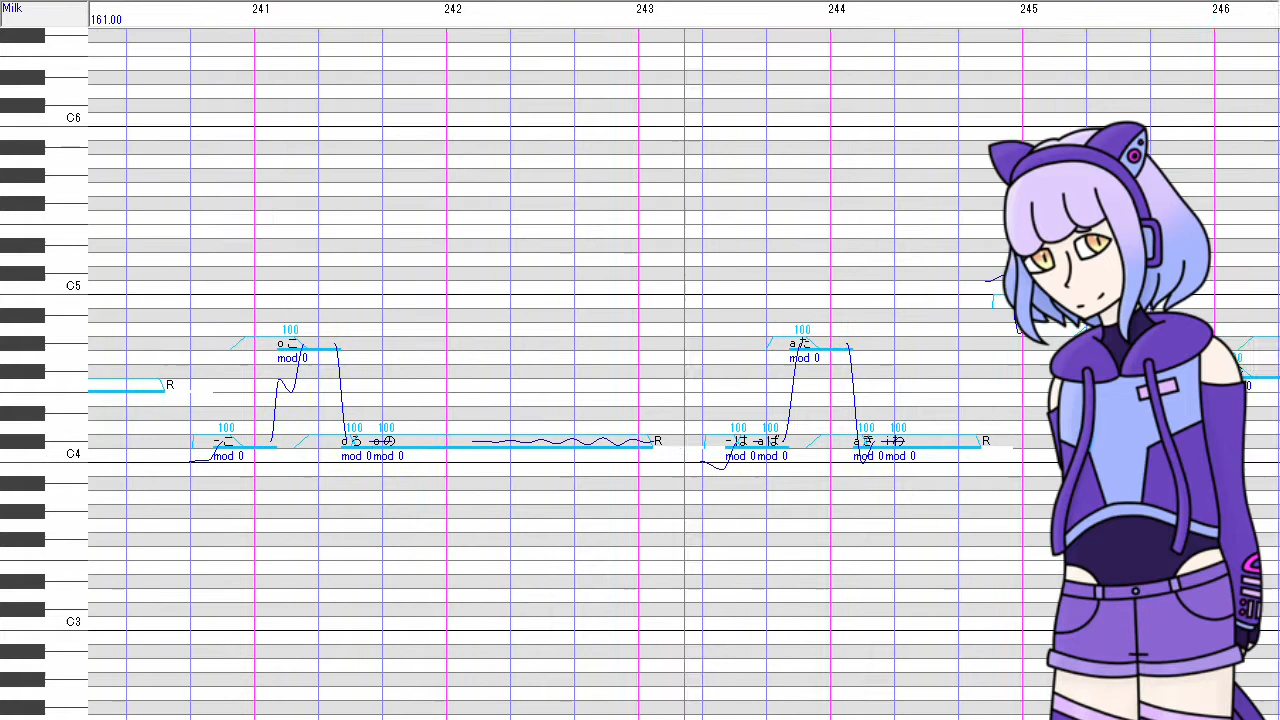 Milk
161.00
241 242 243 244 245 246
C6
C5
C4
C3
100 100
o こ a た
mod 0 mod 0
R
100 100 100 100 100 100 100
- こ o ろ o の R - は a は a ま i わ R
mod 0 mod 0 mod 0 mod 0 mod 0 mod 0 mod 0